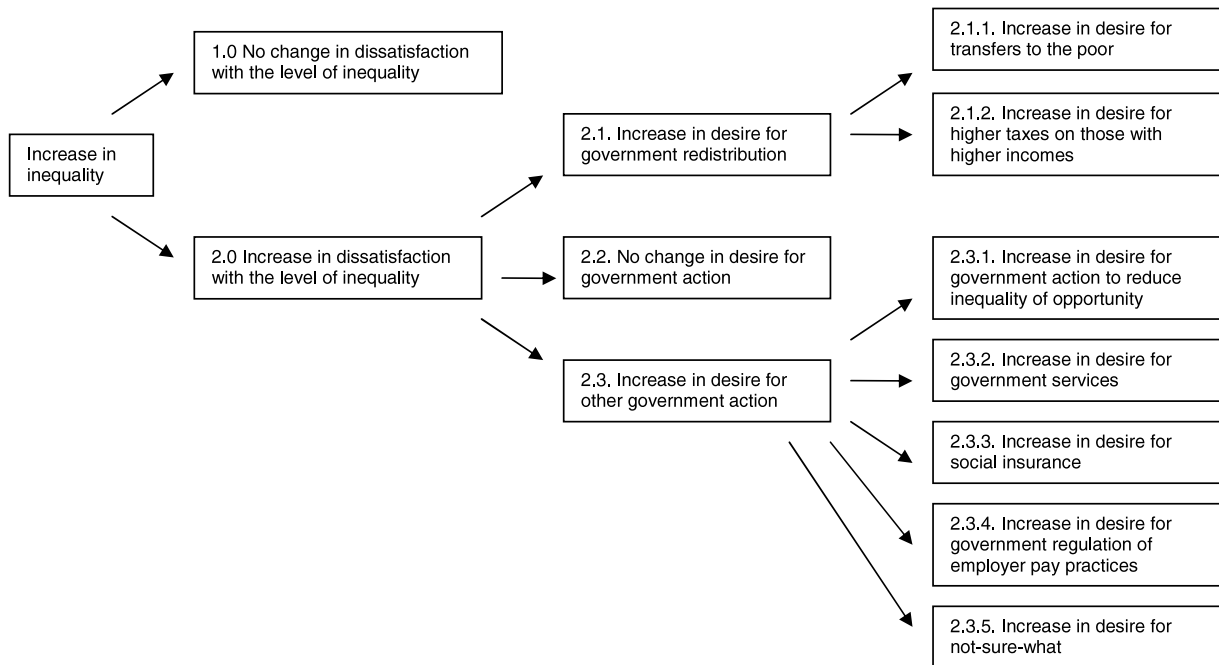 Increase in
inequality
1.0 No change in dissatisfaction
with the level of inequality
2.0 Increase in dissatisfaction
with the level of inequality
2.1. Increase in desire for
government redistribution
2.2. No change in desire for
government action
2.3. Increase in desire for
other government action
2.1.1. Increase in desire for
transfers to the poor
2.1.2. Increase in desire for
higher taxes on those with
higher incomes
2.3.1. Increase in desire for
government action to reduce
inequality of opportunity
2.3.2. Increase in desire for
government services
2.3.3. Increase in desire for
social insurance
2.3.4. Increase in desire for
government regulation of
employer pay practices
2.3.5. Increase in desire for
not-sure-what